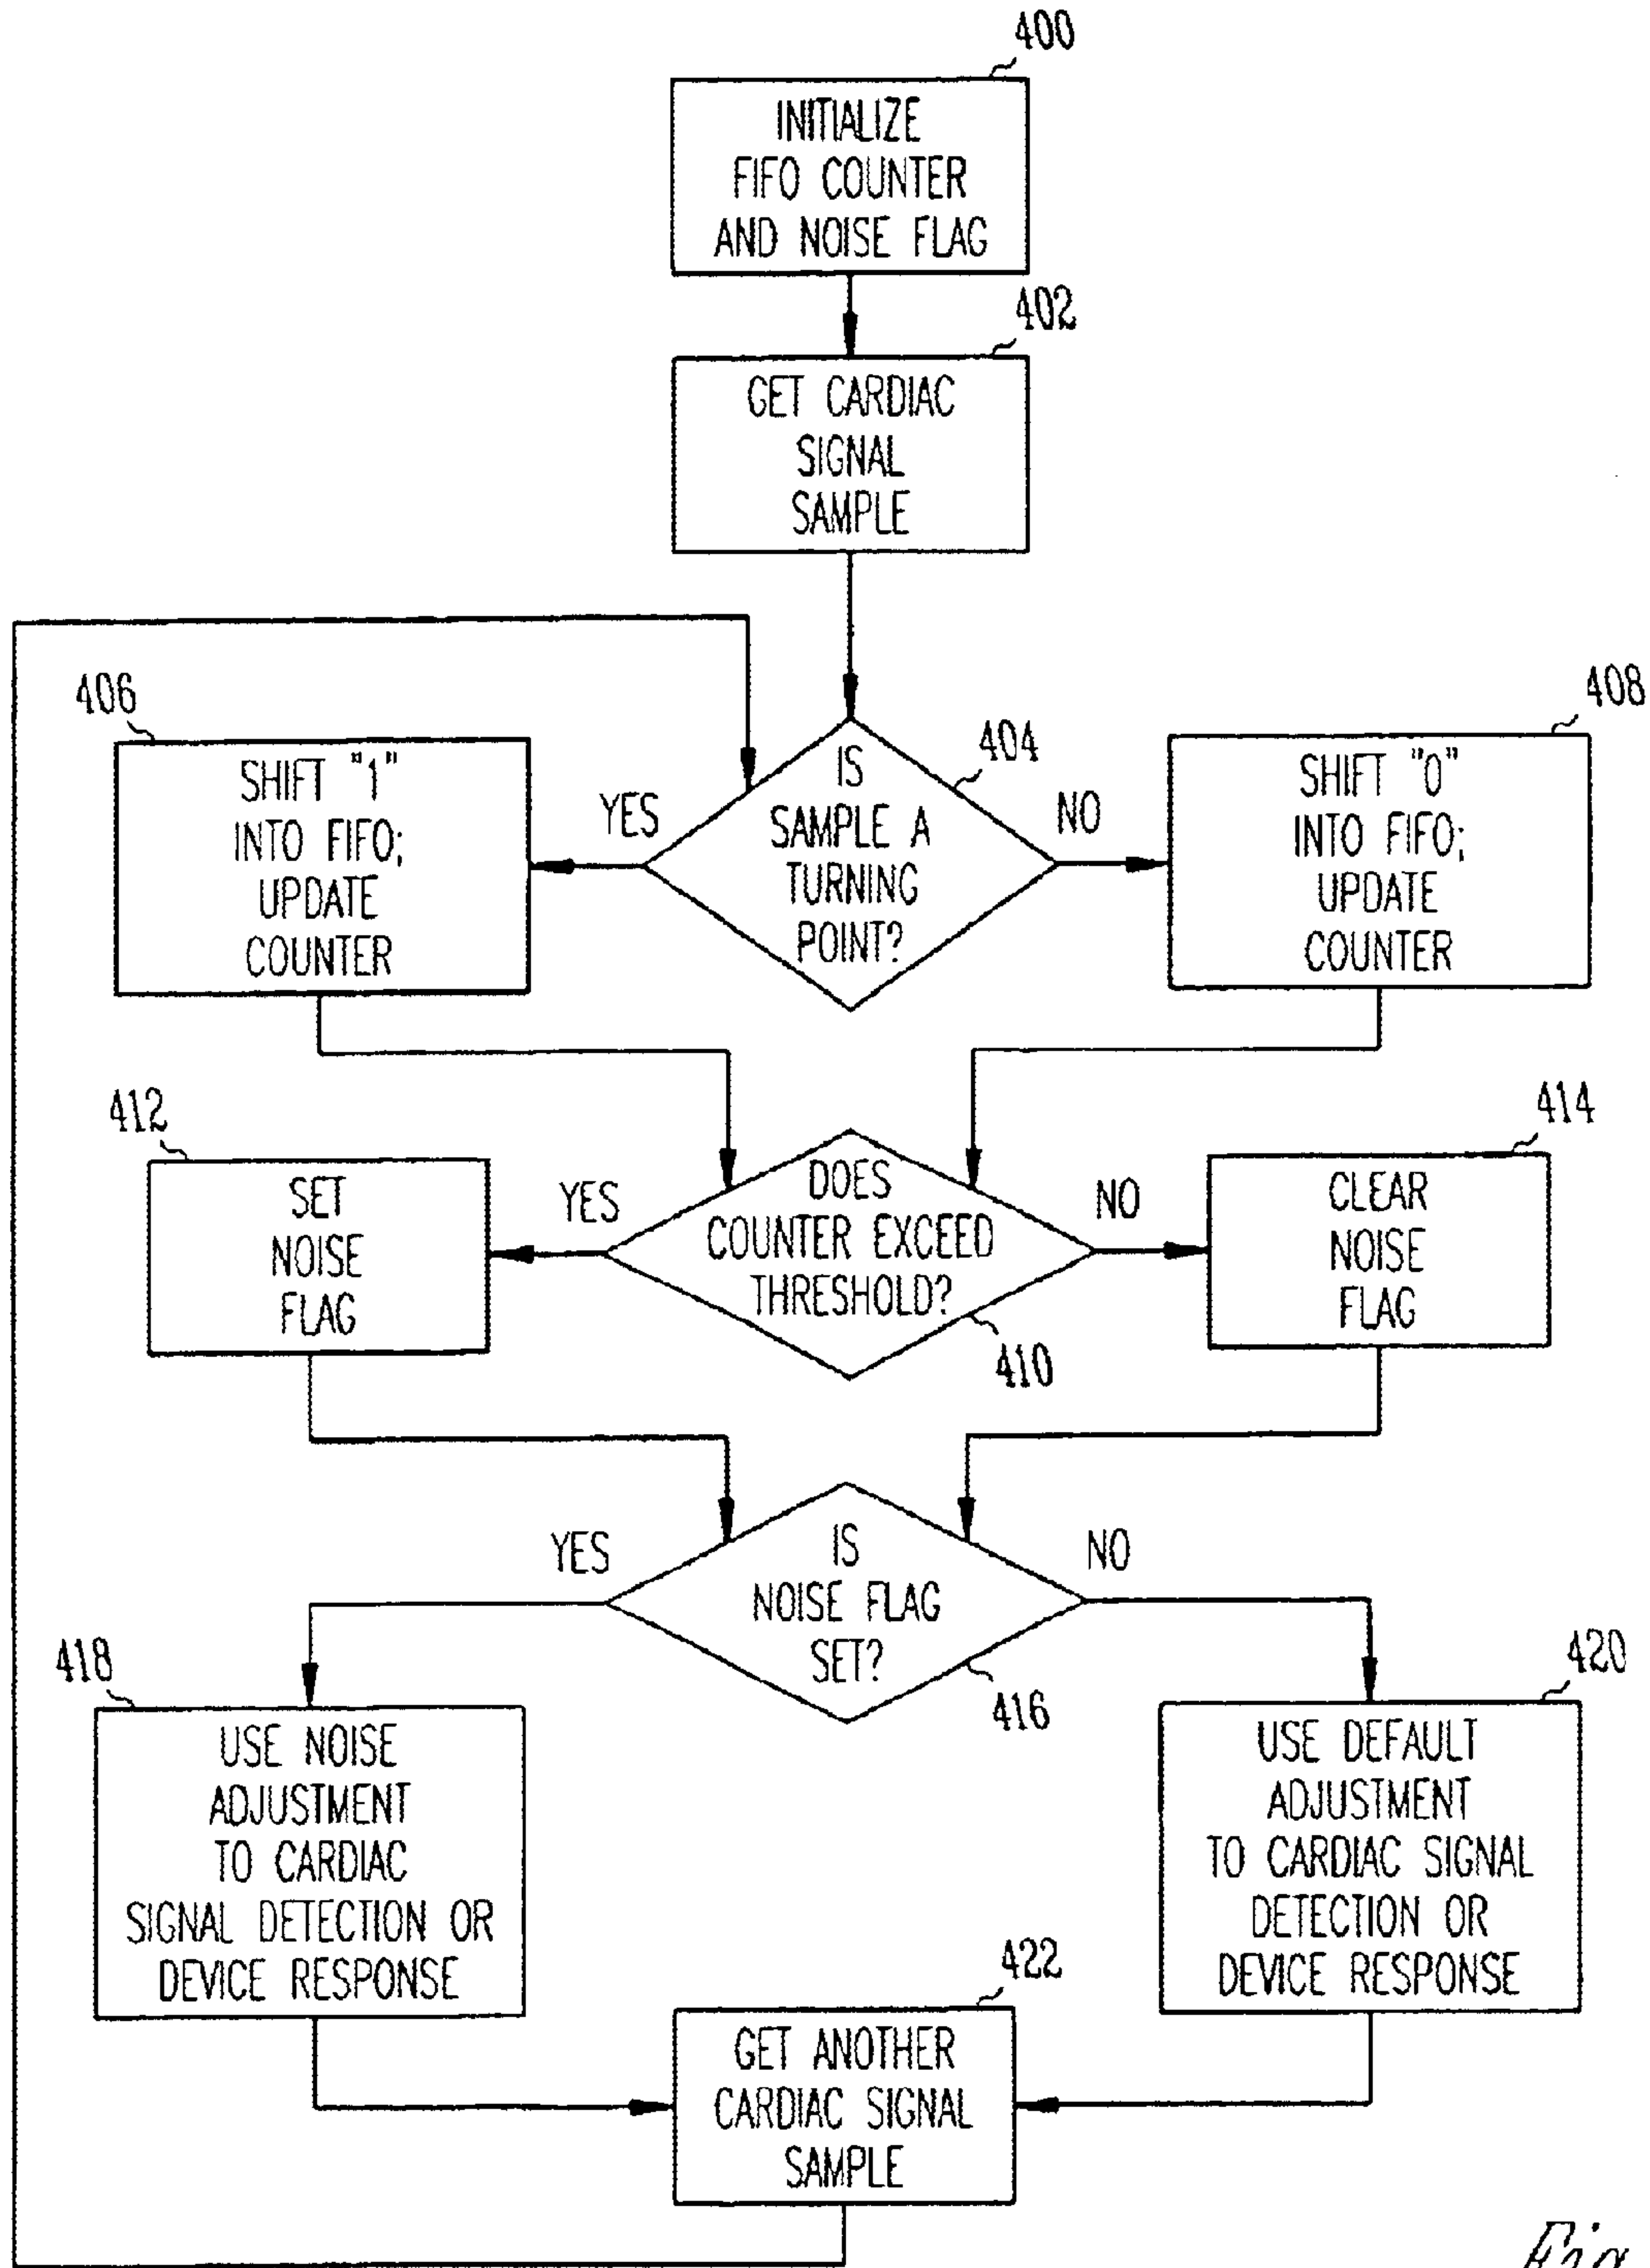 400
INITIALIZE
FIFO COUNTER
AND NOISE FLAG
402
GET CARDIAC
SIGNAL
SAMPLE
406
SHIFT "1"
INTO FIFO;
UPDATE
COUNTER
YES
404
IS
SAMPLE A
TURNING
POINT?
NO
408
SHIFT "0"
INTO FIFO;
UPDATE
COUNTER
412
SET
NOISE
FLAG
YES
DOES
COUNTER EXCEED
THRESHOLD?
410
NO
414
CLEAR
NOISE
FLAG
YES
IS
NOISE FLAG
SET?
416
NO
418
USE NOISE
ADJUSTMENT
TO CARDIAC
SIGNAL DETECTION OR
DEVICE RESPONSE
420
USE DEFAULT
ADJUSTMENT
TO CARDIAC SIGNAL
DETECTION OR
DEVICE RESPONSE
422
GET ANOTHER
CARDIAC SIGNAL
SAMPLE